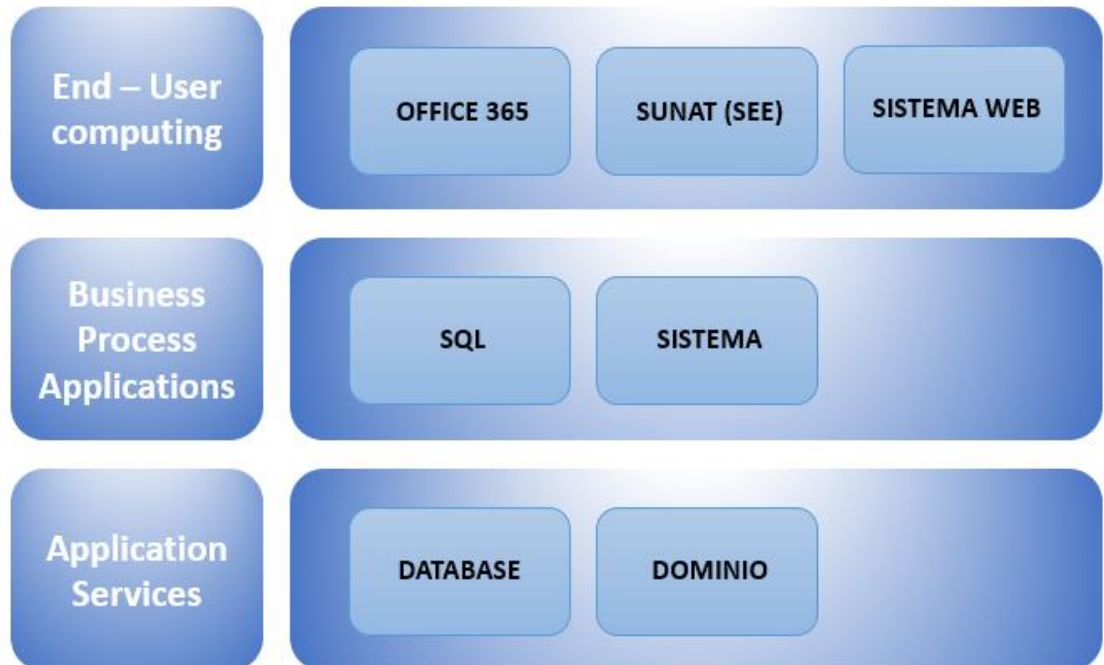 End – User
computing
OFFICE 365
SUNAT (SEE)
SISTEMA WEB
Business
Process
Applications
SQL
SISTEMA
Application
Services
DATABASE
DOMINIO